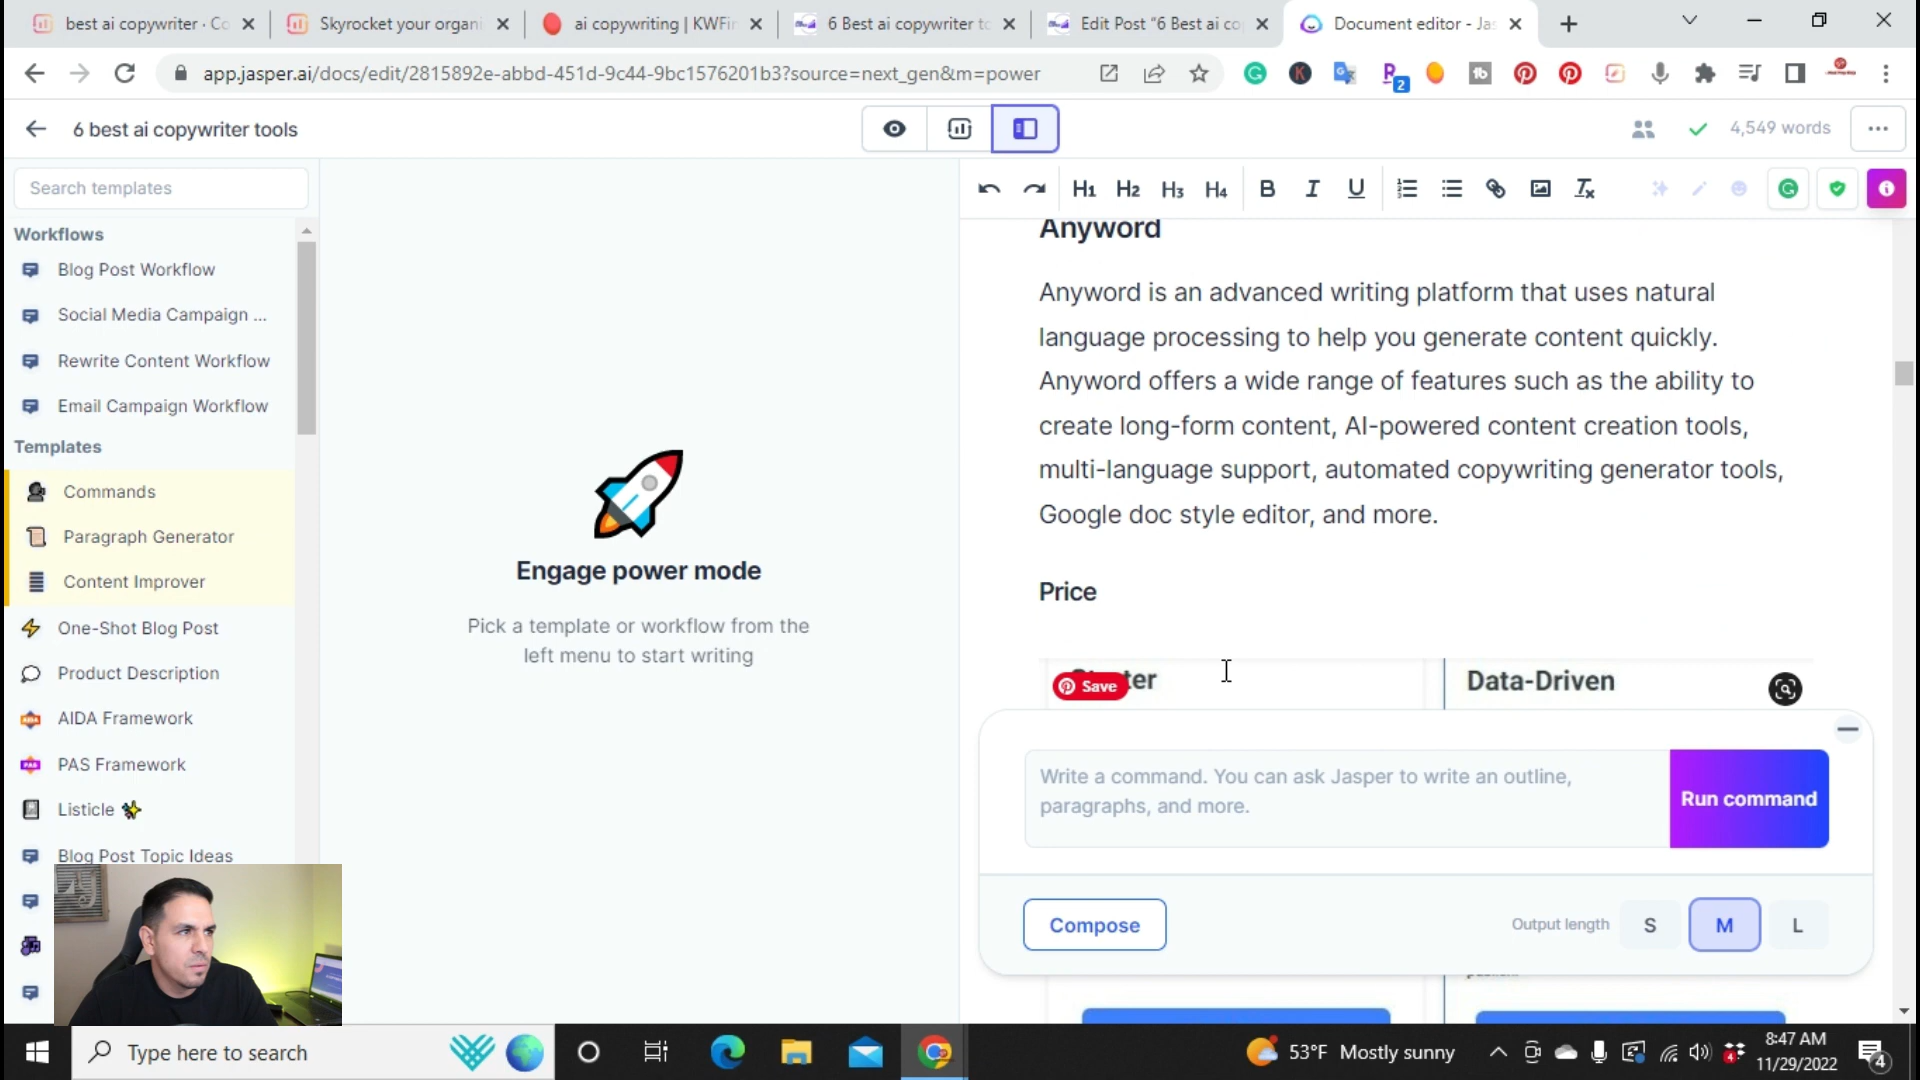 best ai copywriter · Co
Skyrocket your organi
ai copywriting | KWFin
6 Best ai copywriter to
Edit Post "6 Best ai co
Document editor - Jas
app.jasper.ai/docs/edit/2815892e-abbd-451d-9c44-9bc1576201b3?source=next_gen&m=power
2
6 best ai copywriter tools
4,549 words
Search templates
H1 H2 H3 H4 B I U
Workflows
Blog Post Workflow
Social Media Campaign ...
Rewrite Content Workflow
Email Campaign Workflow
Templates
Commands
Paragraph Generator
Content Improver
One-Shot Blog Post
Product Description
AIDA Framework
PAS Framework
Listicle
Blog Post Topic Ideas
Engage power mode
Pick a template or workflow from the
left menu to start writing
Anyword
Anyword is an advanced writing platform that uses natural
language processing to help you generate content quickly.
Anyword offers a wide range of features such as the ability to
create long-form content, AI-powered content creation tools,
multi-language support, automated copywriting generator tools,
Google doc style editor, and more.
Price
Save
Data-Driven
Write a command. You can ask Jasper to write an outline,
paragraphs, and more.
Run command
Compose
Output length S M L
Type here to search
53°F Mostly sunny
8:47 AM
11/29/2022
4